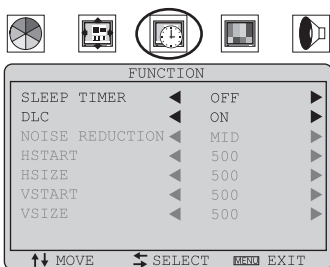 FUNCTION
SLEEP TIMER OFF
DLC ON
NOISE REDUCTION MID
HSTART 500
HSIZE 500
VSTART 500
VSIZE 500
MOVE SELECT MENU EXIT